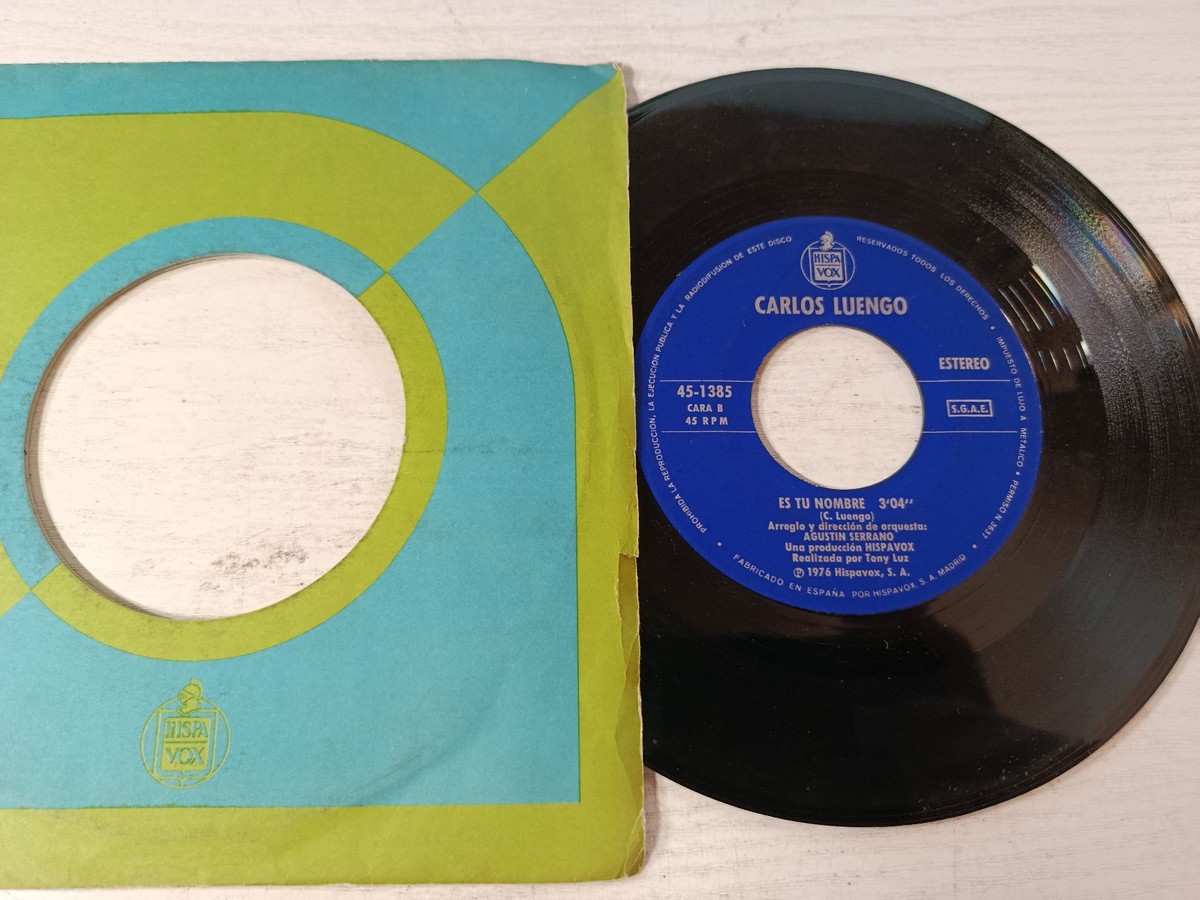 HISPA
VOX
HISPA
VOX
CARLOS LUENGO
ESTEREO
45-1385
CARA B
45 RPM
S.G.A.E.
ES TU NOMBRE 3'04''
(C. Luengo)
Arreglo y dirección de orquesta:
AGUSTIN SERRANO
Una producción HISPAVOX
Realizada por Tony Luz
℗ 1976 Hispavox, S. A.
PROHIBIDA LA REPRODUCCION, LA EJECUCION PUBLICA Y LA RADIODIFUSION DE ESTE DISCO
RESERVADOS TODOS LOS DERECHOS • IMPUESTO DE LUJO A METALICO • PERMISO N 3637 •
FABRICADO EN ESPAÑA POR HISPAVOX, S. A. MADRID •